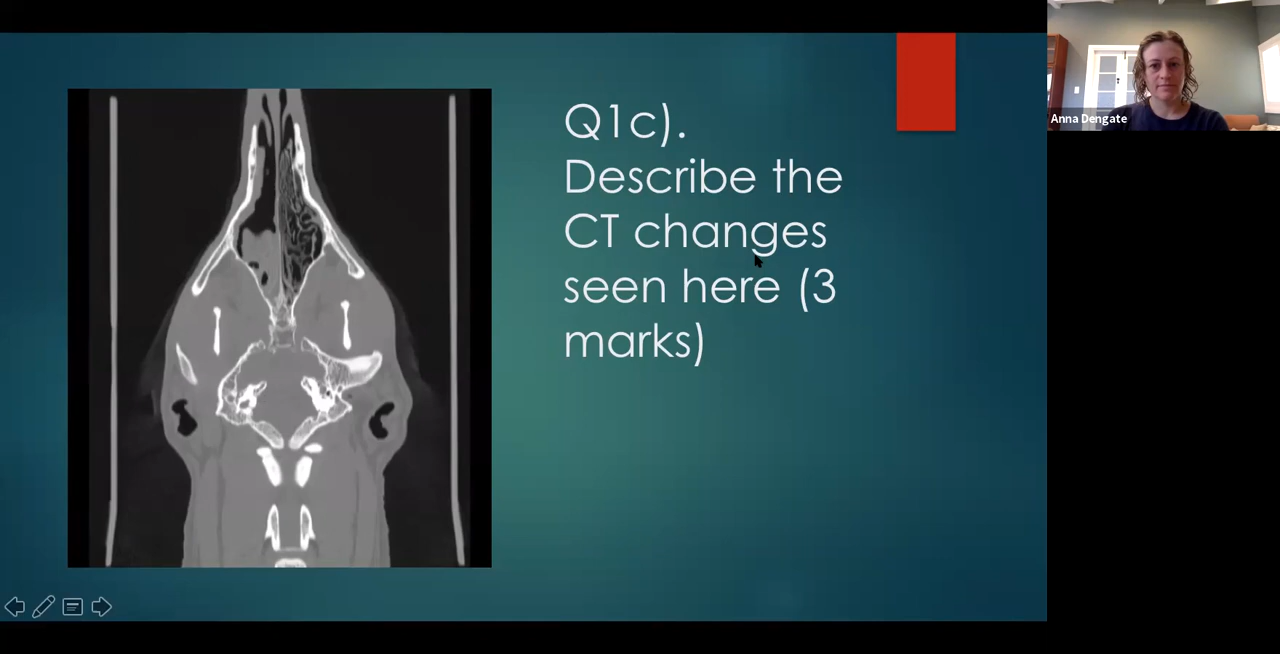 Q1c).
Describe the
CT changes
seen here (3
marks)
Anna Dengate